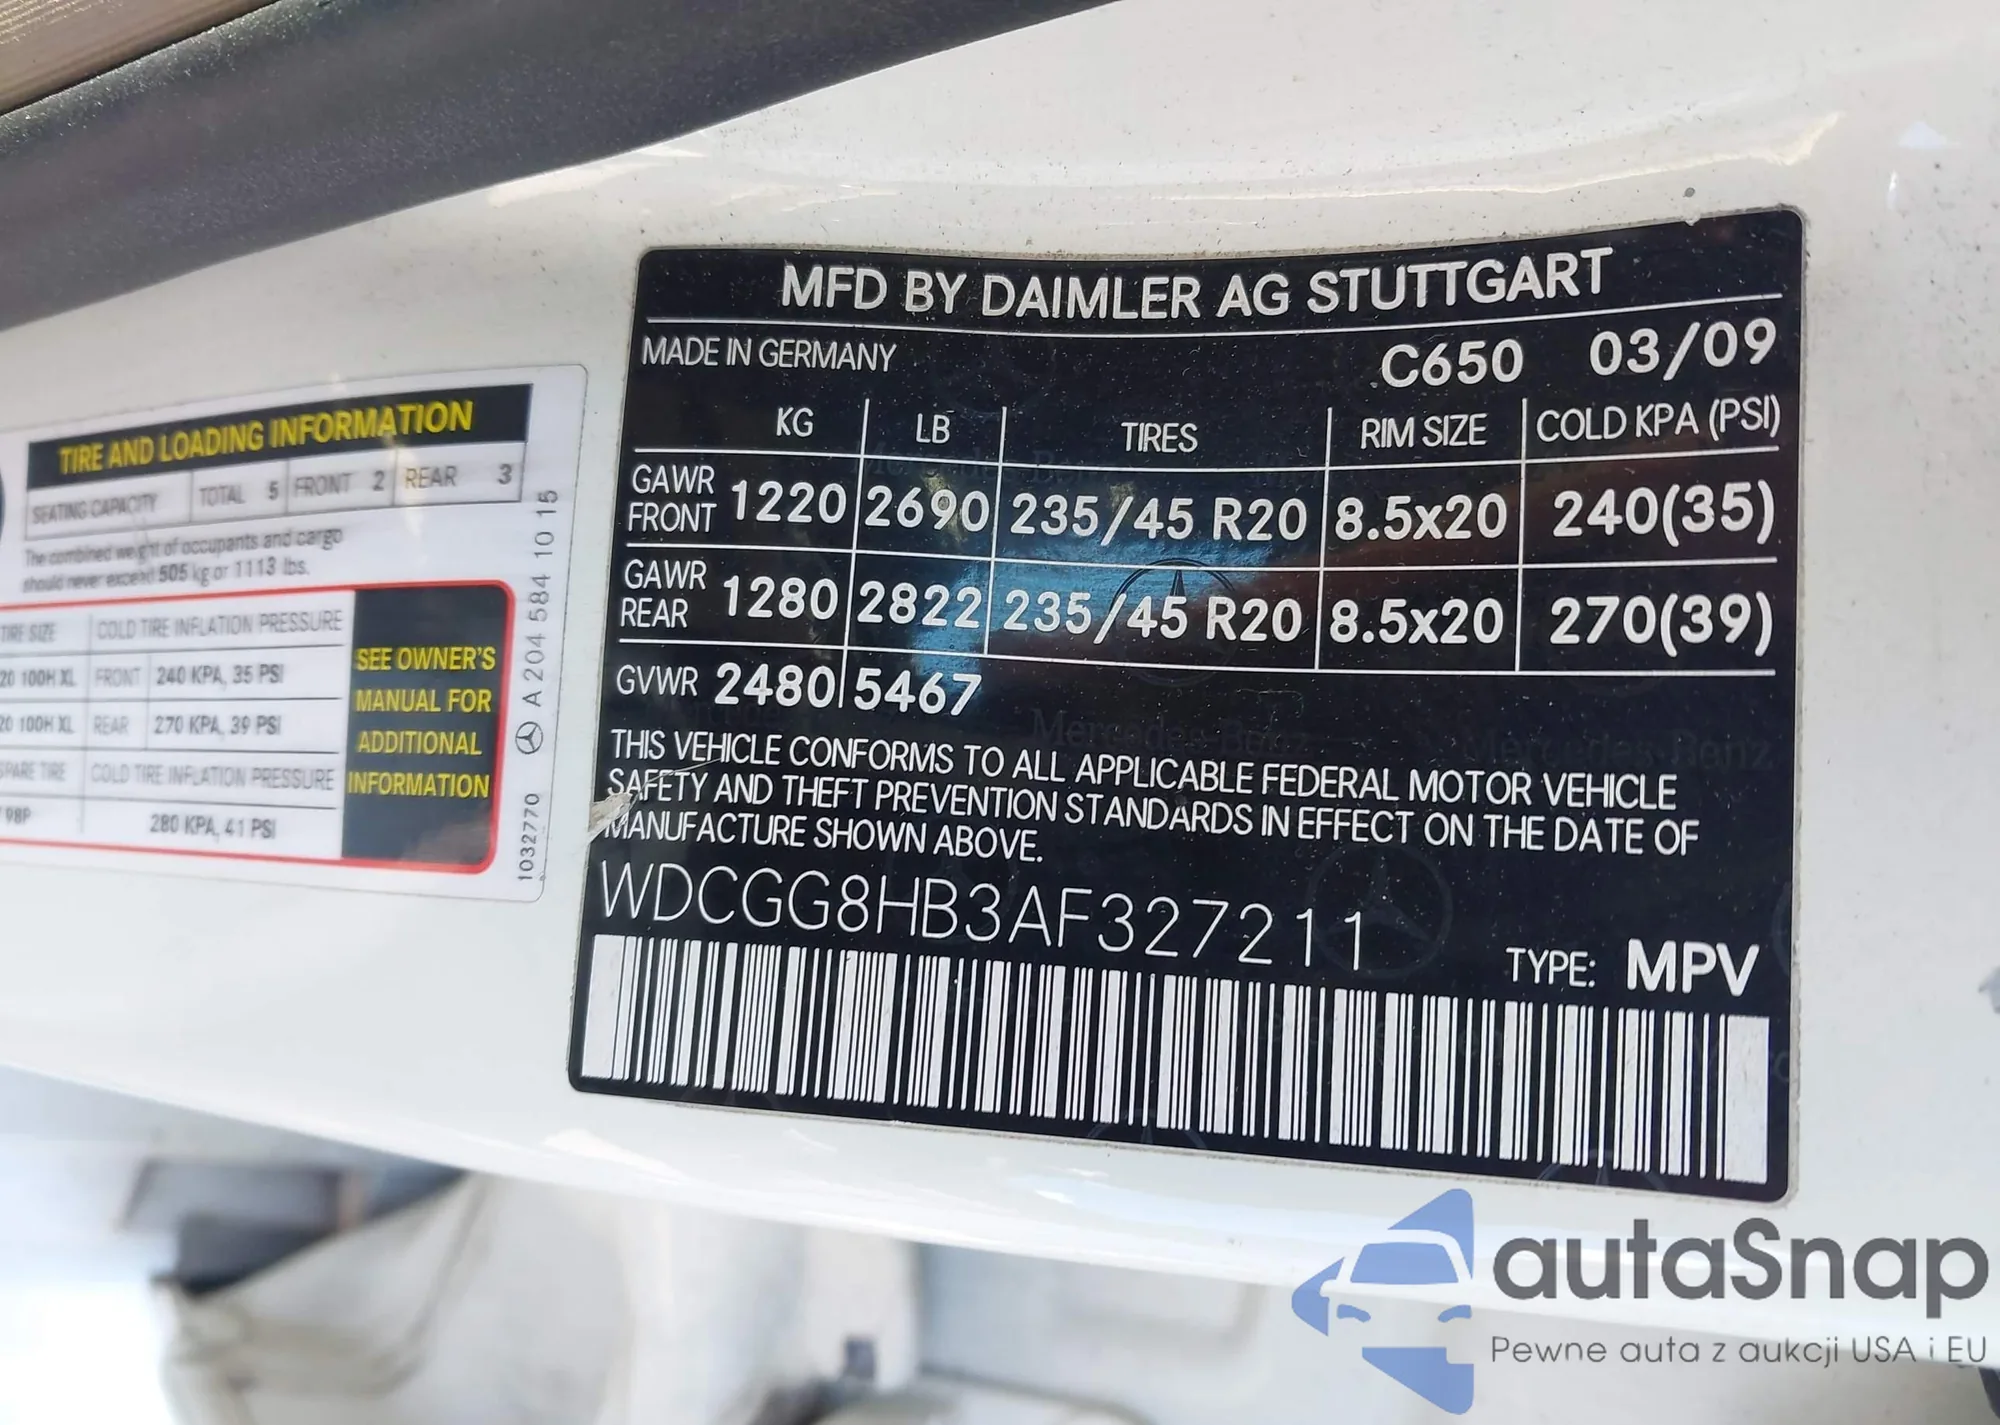 TIRE AND LOADING INFORMATION
SEATING CAPACITY TOTAL 5 FRONT 2 REAR 3
The combined weight of occupants and cargo
should never exceed 505 kg or 1113 lbs.
TIRE SIZE COLD TIRE INFLATION PRESSURE
20 100H XL FRONT 240 KPA, 35 PSI
20 100H XL REAR 270 KPA, 39 PSI
SPARE TIRE COLD TIRE INFLATION PRESSURE
98P 280 KPA, 41 PSI
SEE OWNER'S
MANUAL FOR
ADDITIONAL
INFORMATION
1032770 A 204 584 10 15
MFD BY DAIMLER AG STUTTGART
MADE IN GERMANY C650 03/09
KG LB TIRES RIM SIZE COLD KPA (PSI)
GAWR FRONT 1220 2690 235/45 R20 8.5x20 240(35)
GAWR REAR 1280 2822 235/45 R20 8.5x20 270(39)
GVWR 2480 5467
THIS VEHICLE CONFORMS TO ALL APPLICABLE FEDERAL MOTOR VEHICLE
SAFETY AND THEFT PREVENTION STANDARDS IN EFFECT ON THE DATE OF
MANUFACTURE SHOWN ABOVE.
WDCGG8HB3AF327211
TYPE: MPV
autaSnap
Pewne auta z aukcji USA i EU